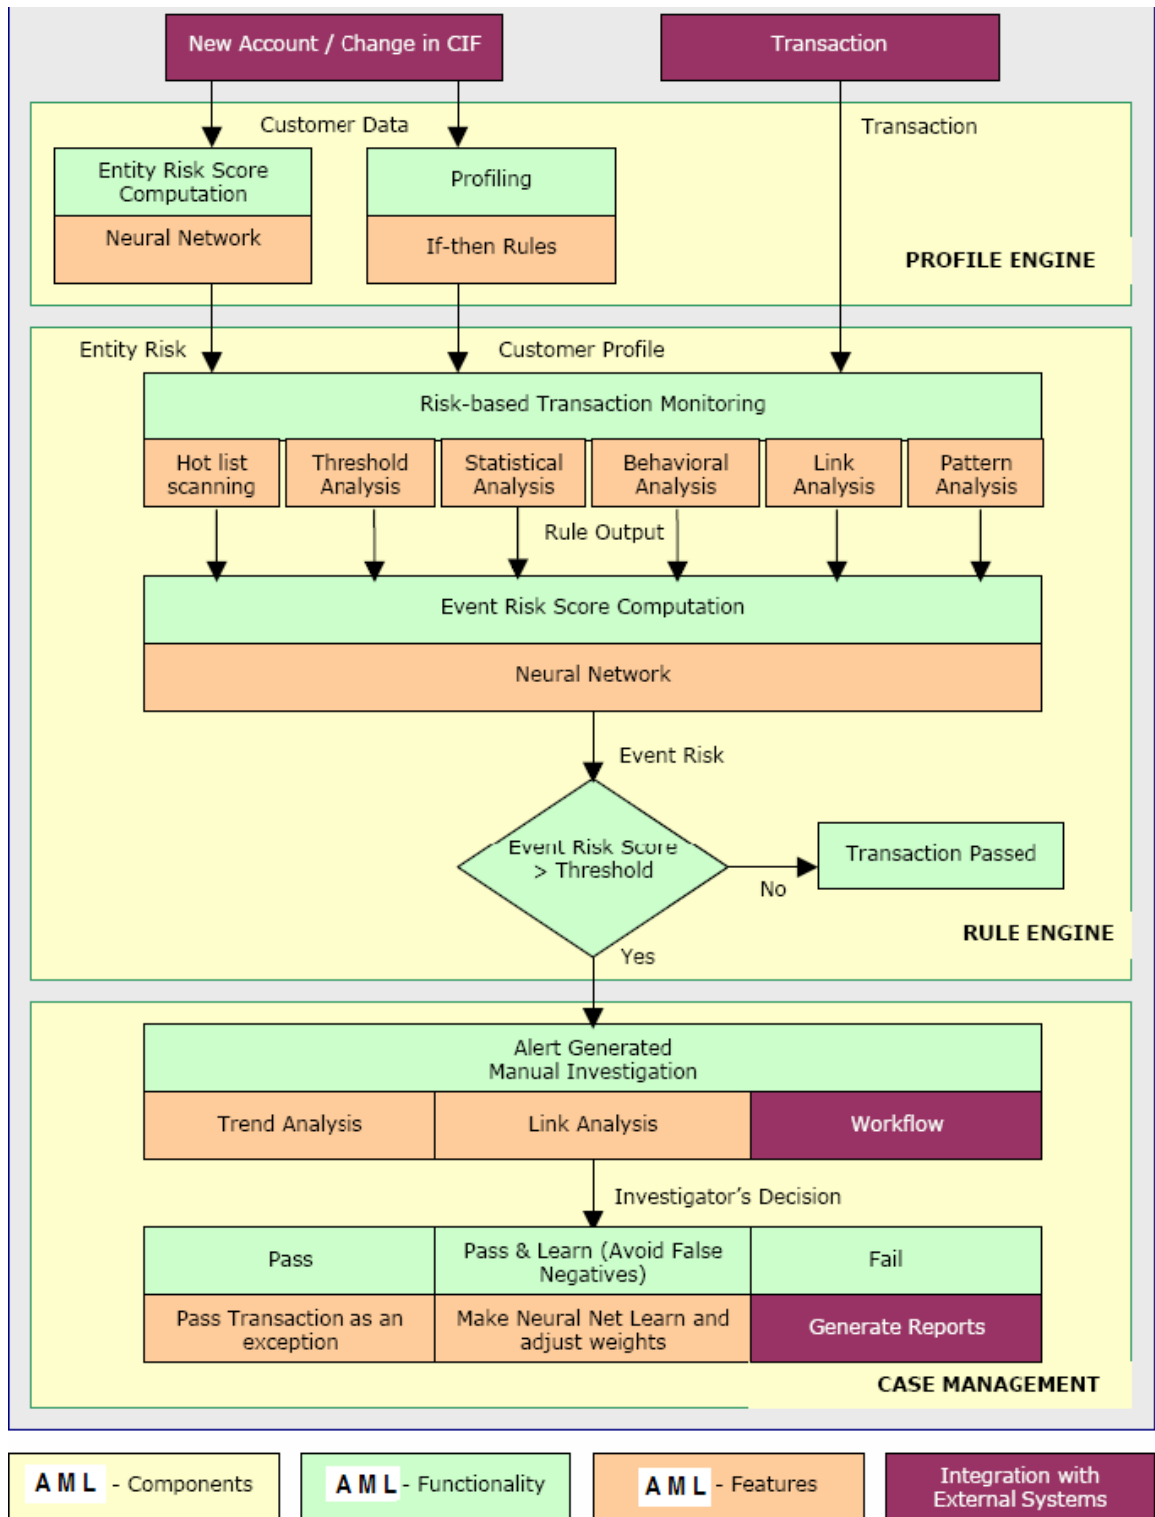 New Account / Change in CIF
Transaction
Customer Data
Transaction
Entity Risk Score
Computation
Profiling
Neural Network
If-then Rules
PROFILE ENGINE
Entity Risk
Customer Profile
Risk-based Transaction Monitoring
Hot list
scanning
Threshold
Analysis
Statistical
Analysis
Behavioral
Analysis
Link
Analysis
Pattern
Analysis
Rule Output
Event Risk Score Computation
Neural Network
Event Risk
Event Risk Score
> Threshold
Transaction Passed
No
RULE ENGINE
Yes
Alert Generated
Manual Investigation
Trend Analysis
Link Analysis
Workflow
Investigator's Decision
Pass
Pass & Learn (Avoid False
Negatives)
Fail
Pass Transaction as an
exception
Make Neural Net Learn and
adjust weights
Generate Reports
CASE MANAGEMENT
AML - Components
AML - Functionality
AML - Features
Integration with
External Systems